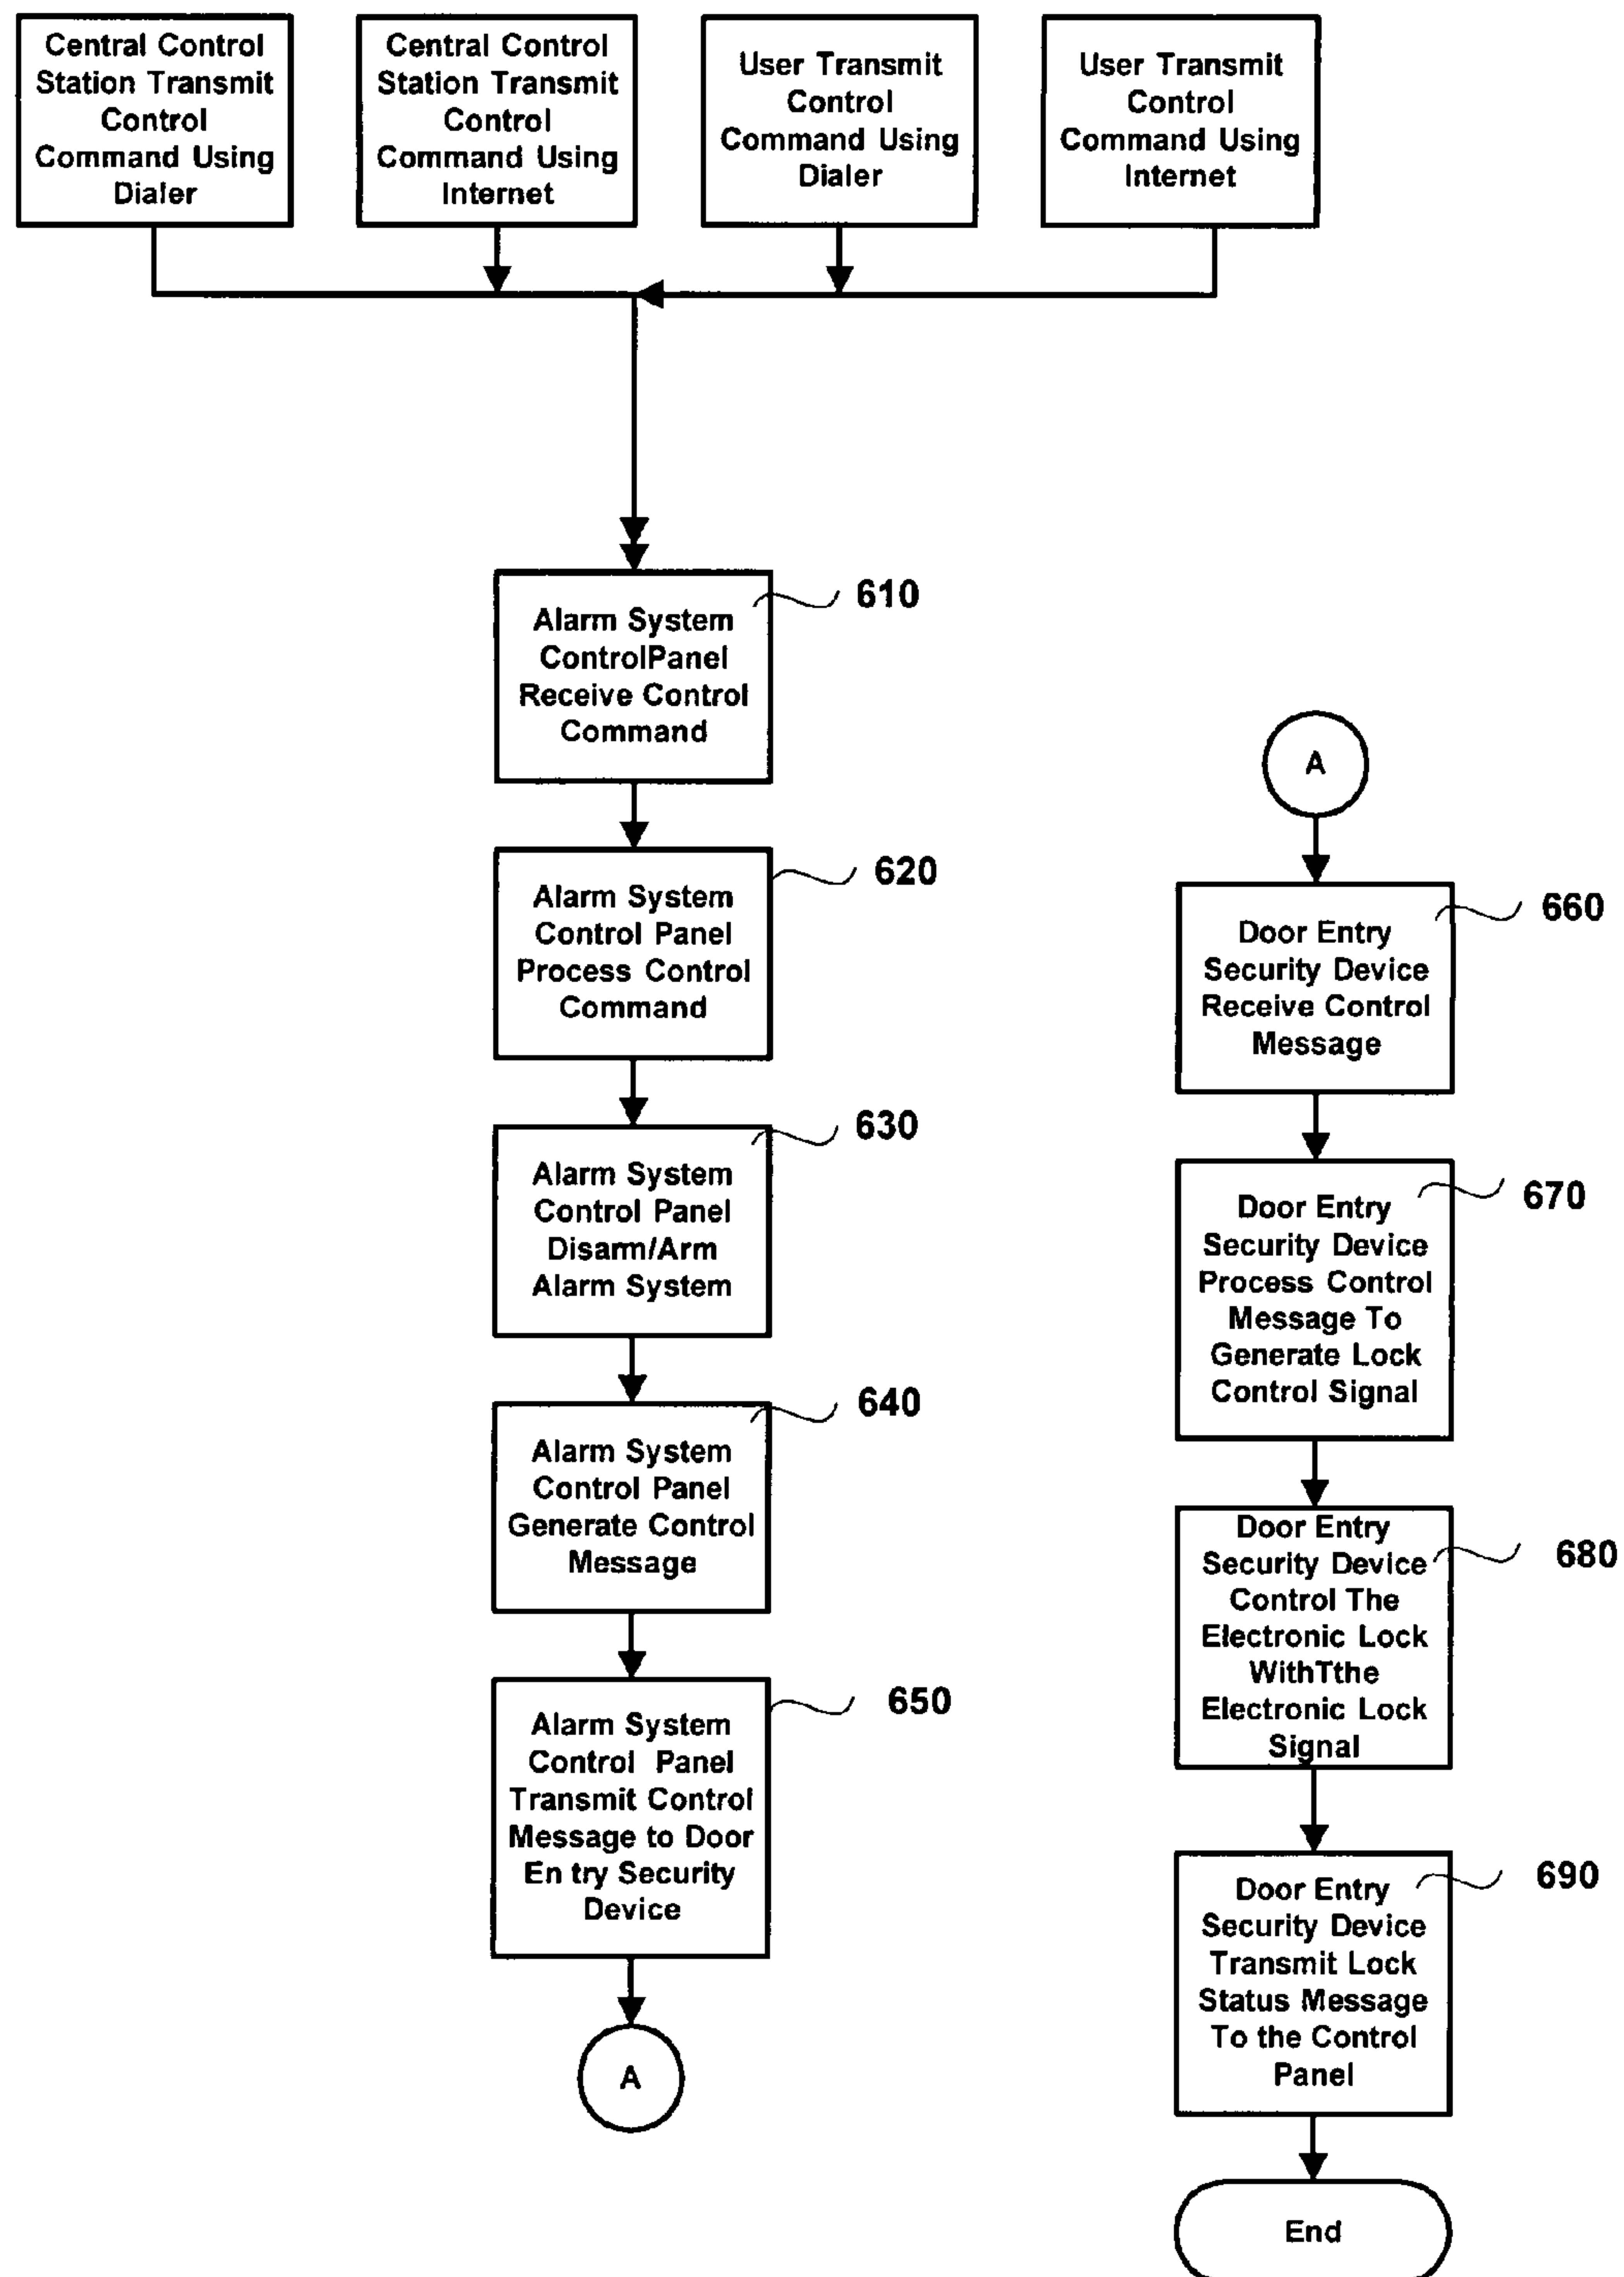 Central Control
Station Transmit
Control
Command Using
Dialer
Central Control
Station Transmit
Control
Command Using
Internet
User Transmit
Control
Command Using
Dialer
User Transmit
Control
Command Using
Internet
610
Alarm System
ControlPanel
Receive Control
Command
620
Alarm System
Control Panel
Process Control
Command
630
Alarm System
Control Panel
Disarm/Arm
Alarm System
640
Alarm System
Control Panel
Generate Control
Message
650
Alarm System
Control Panel
Transmit Control
Message to Door
En try Security
Device
A
A
660
Door Entry
Security Device
Receive Control
Message
670
Door Entry
Security Device
Process Control
Message To
Generate Lock
Control Signal
680
Door Entry
Security Device
Control The
Electronic Lock
WithTthe
Electronic Lock
Signal
690
Door Entry
Security Device
Transmit Lock
Status Message
To the Control
Panel
End